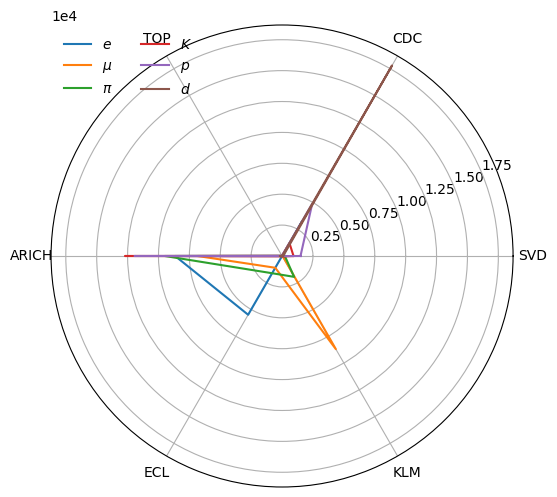 1e4
TOP
CDC
e
K
μ
p
π
d
1.75
1.50
1.25
1.00
0.75
0.50
0.25
ARICH
SVD
ECL
KLM